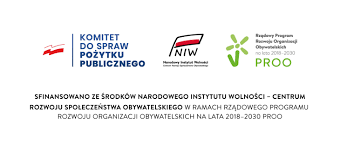 KOMITET
DO SPRAW
POŻYTKU
PUBLICZNEGO
NIW
Narodowy Instytut Wolności
Rządowy Program
Rozwoju Organizacji
Obywatelskich
na lata 2018–2030
PROO
SFINANSOWANO ZE ŚRODKÓW NARODOWEGO INSTYTUTU WOLNOŚCI – CENTRUM
ROZWOJU SPOŁECZEŃSTWA OBYWATELSKIEGO W RAMACH RZĄDOWEGO PROGRAMU
ROZWOJU ORGANIZACJI OBYWATELSKICH NA LATA 2018–2030 PROO